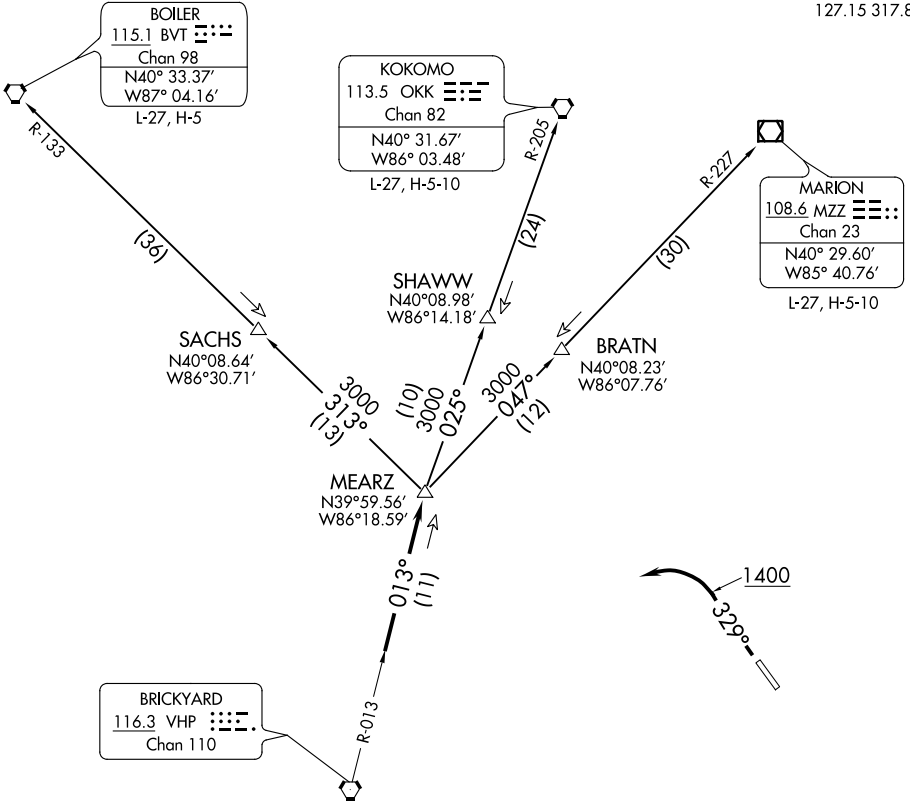 127.15 317.8
BOILER
115.1 BVT
Chan 98
N40° 33.37′
W87° 04.16′
L-27, H-5
KOKOMO
113.5 OKK
Chan 82
N40° 31.67′
W86° 03.48′
L-27, H-5-10
MARION
108.6 MZZ
Chan 23
N40° 29.60′
W85° 40.76′
L-27, H-5-10
R-133
R-205
R-227
(36)
(24)
(30)
SHAWW
N40°08.98′
W86°14.18′
SACHS
N40°08.64′
W86°30.71′
BRATN
N40°08.23′
W86°07.76′
3000
313°
(13)
(10)
3000
025°
3000
047°
(12)
MEARZ
N39°59.56′
W86°18.59′
013°
(11)
1400
329°
BRICKYARD
116.3 VHP
Chan 110
R-013